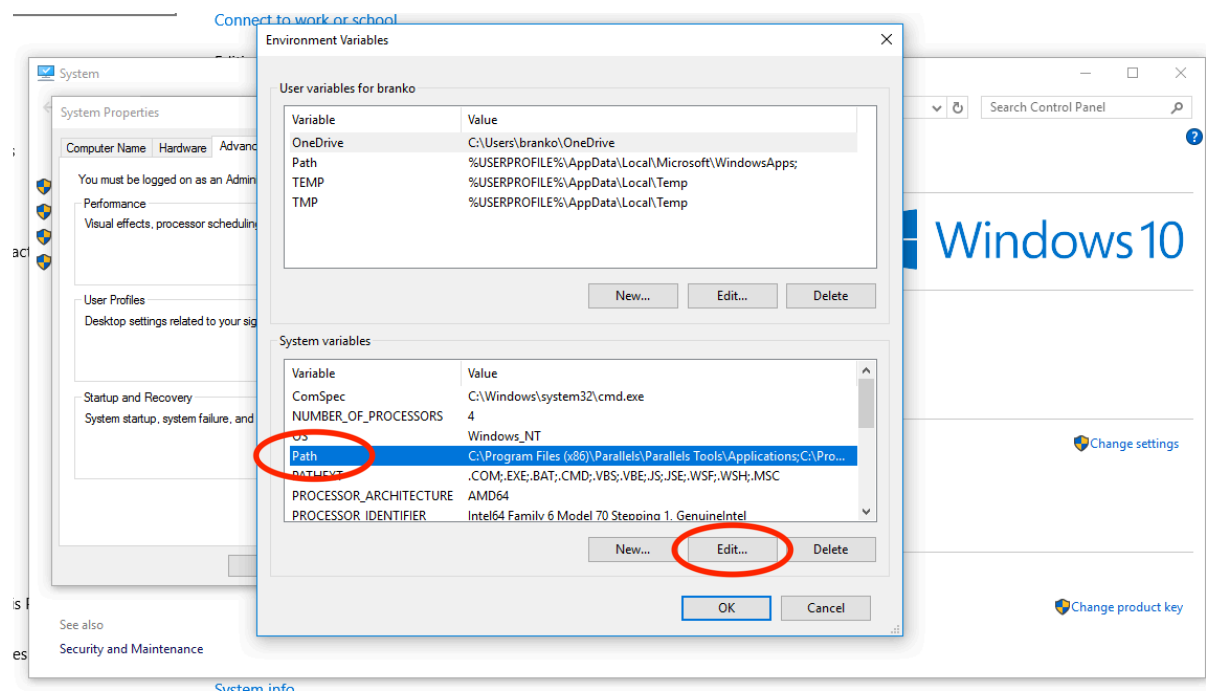 Connect to work or school
Environment Variables
System
System Properties
Search Control Panel
Computer Name Hardware Advanc
You must be logged on as an Admin
Performance
Visual effects, processor scheduling
User Profiles
Desktop settings related to your sig
Startup and Recovery
System startup, system failure, and
User variables for branko
Variable Value
OneDrive C:\Users\branko\OneDrive
Path %USERPROFILE%\AppData\Local\Microsoft\WindowsApps;
TEMP %USERPROFILE%\AppData\Local\Temp
TMP %USERPROFILE%\AppData\Local\Temp
New... Edit... Delete
System variables
Variable Value
ComSpec C:\Windows\system32\cmd.exe
NUMBER_OF_PROCESSORS 4
OS Windows_NT
Path C:\Program Files (x86)\Parallels\Parallels Tools\Applications;C:\Pro...
PATHEXT .COM;.EXE;.BAT;.CMD;.VBS;.VBE;.JS;.JSE;.WSF;.WSH;.MSC
PROCESSOR_ARCHITECTURE AMD64
PROCESSOR_IDENTIFIER Intel64 Family 6 Model 70 Stepping 1, GenuineIntel
New... Edit... Delete
OK Cancel
Windows 10
Change settings
Change product key
See also
Security and Maintenance
System info